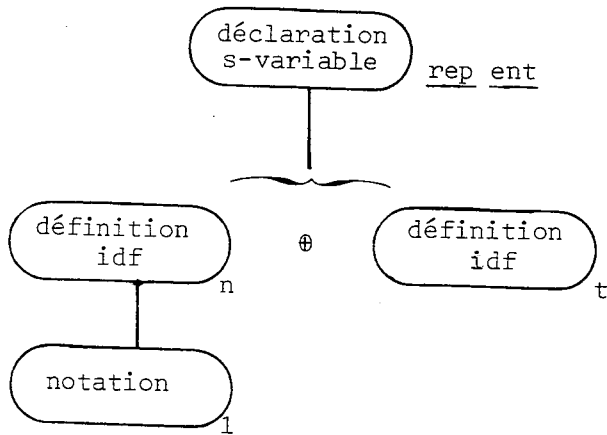 déclaration
s-variable
rep ent
définition
idf
n
⊕
définition
idf
t
notation
1